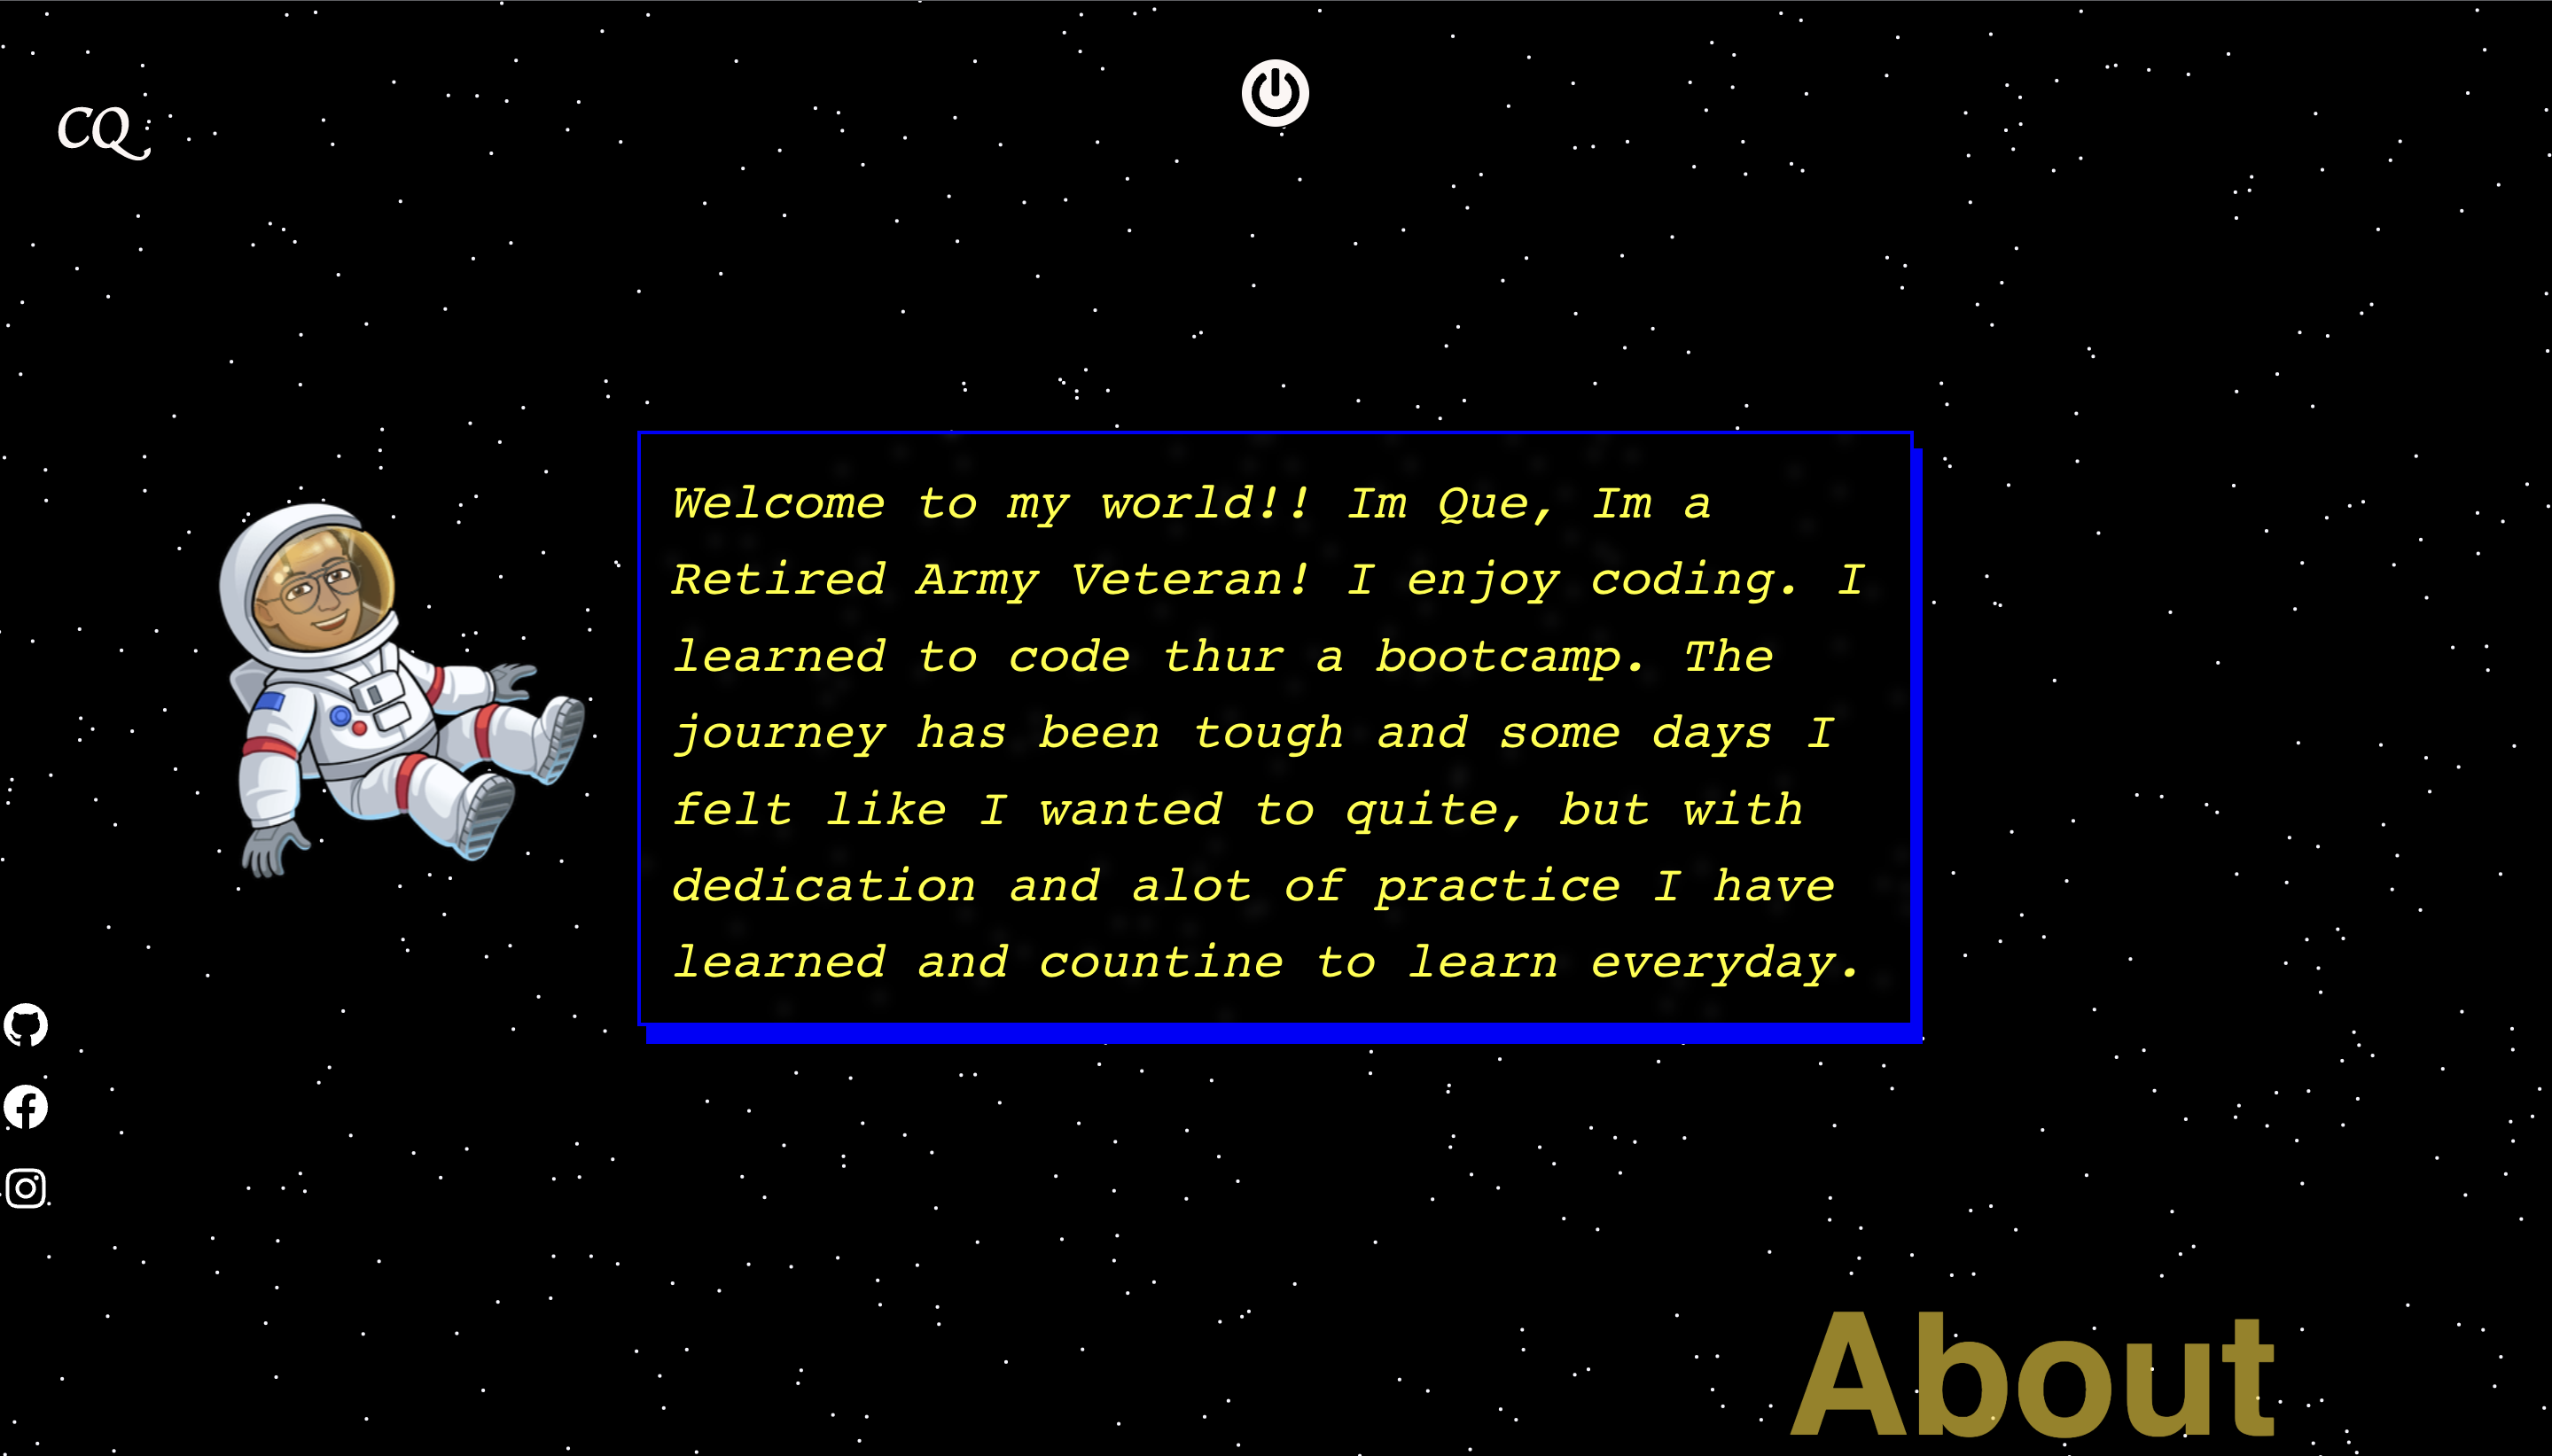 CQ
Welcome to my world!! Im Que, Im a
Retired Army Veteran! I enjoy coding. I
learned to code thur a bootcamp. The
journey has been tough and some days I
felt like I wanted to quite, but with
dedication and alot of practice I have
learned and countine to learn everyday.
About